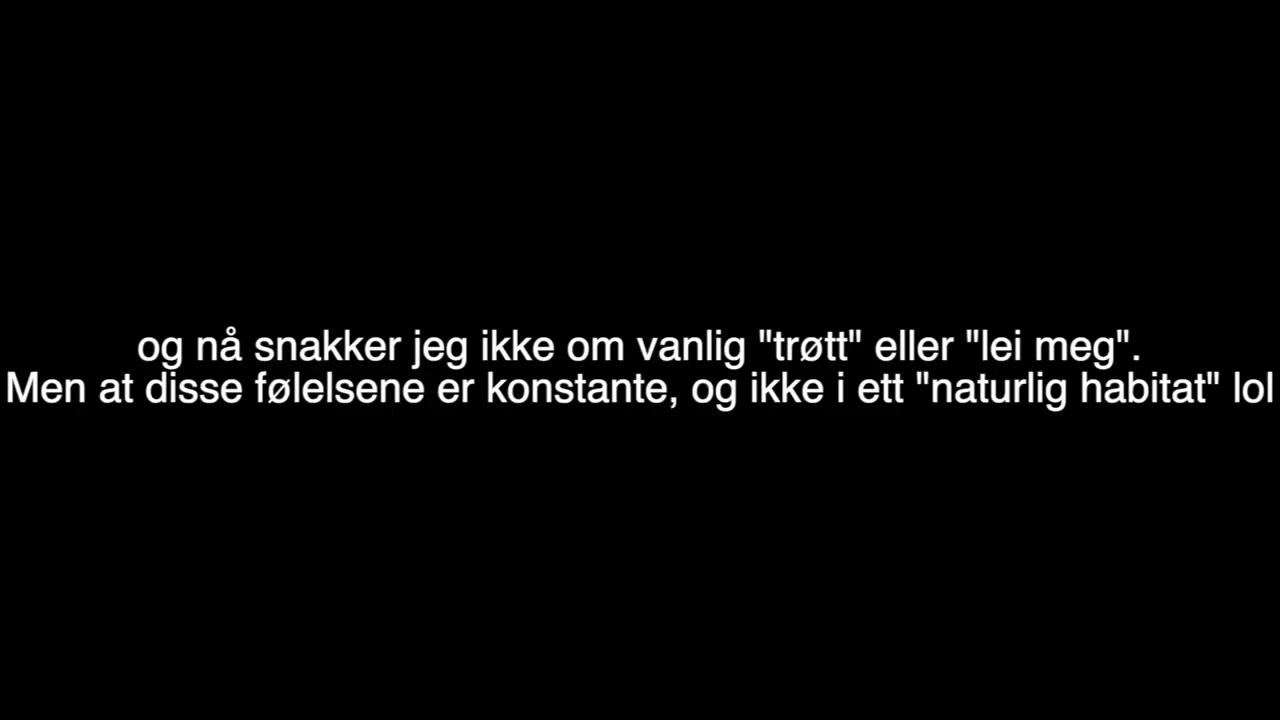 og nå snakker jeg ikke om vanlig "trøtt" eller "lei meg".
Men at disse følelsene er konstante, og ikke i ett "naturlig habitat" lol